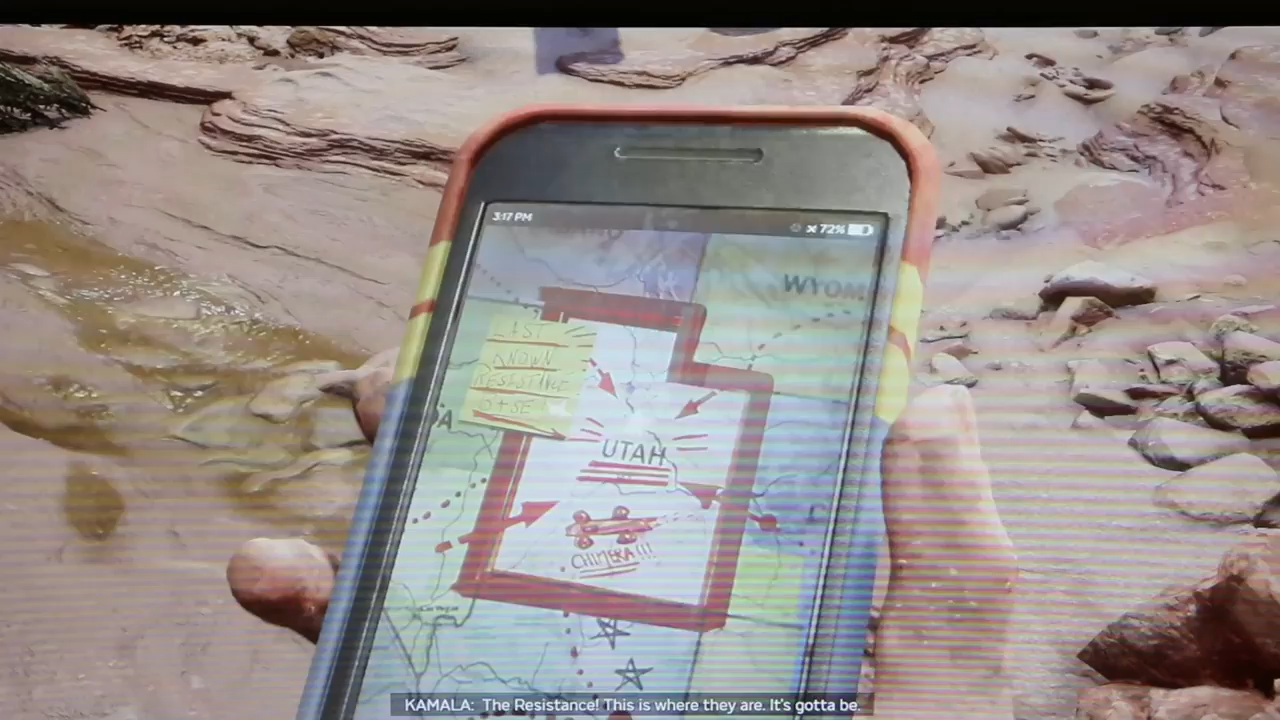 3:17 PM
72%
WYOM
LAST
KNOWN
RESISTANCE
BASE
UTAH
CHIMERA!!!
KAMALA: The Resistance! This is where they are. It's gotta be.